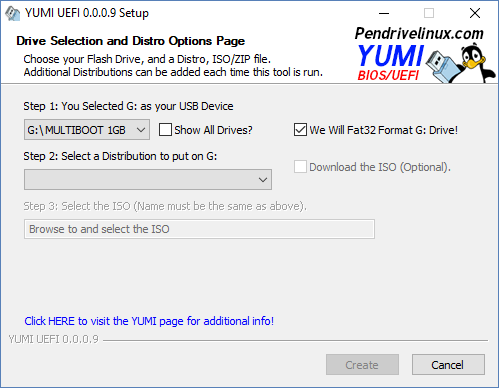 YUMI UEFI 0.0.0.9 Setup
Drive Selection and Distro Options Page
Choose your Flash Drive, and a Distro, ISO/ZIP file.
Additional Distributions can be added each time this tool is run.
Pendrivelinux.com
YUMI
BIOS/UEFI
Step 1: You Selected G: as your USB Device
G:\ MULTIBOOT 1GB
Show All Drives?
We Will Fat32 Format G: Drive!
Step 2: Select a Distribution to put on G:
Download the ISO (Optional).
Step 3: Select the ISO (Name must be the same as above).
Browse to and select the ISO
Click HERE to visit the YUMI page for additional info!
YUMI UEFI 0.0.0.9
Create
Cancel